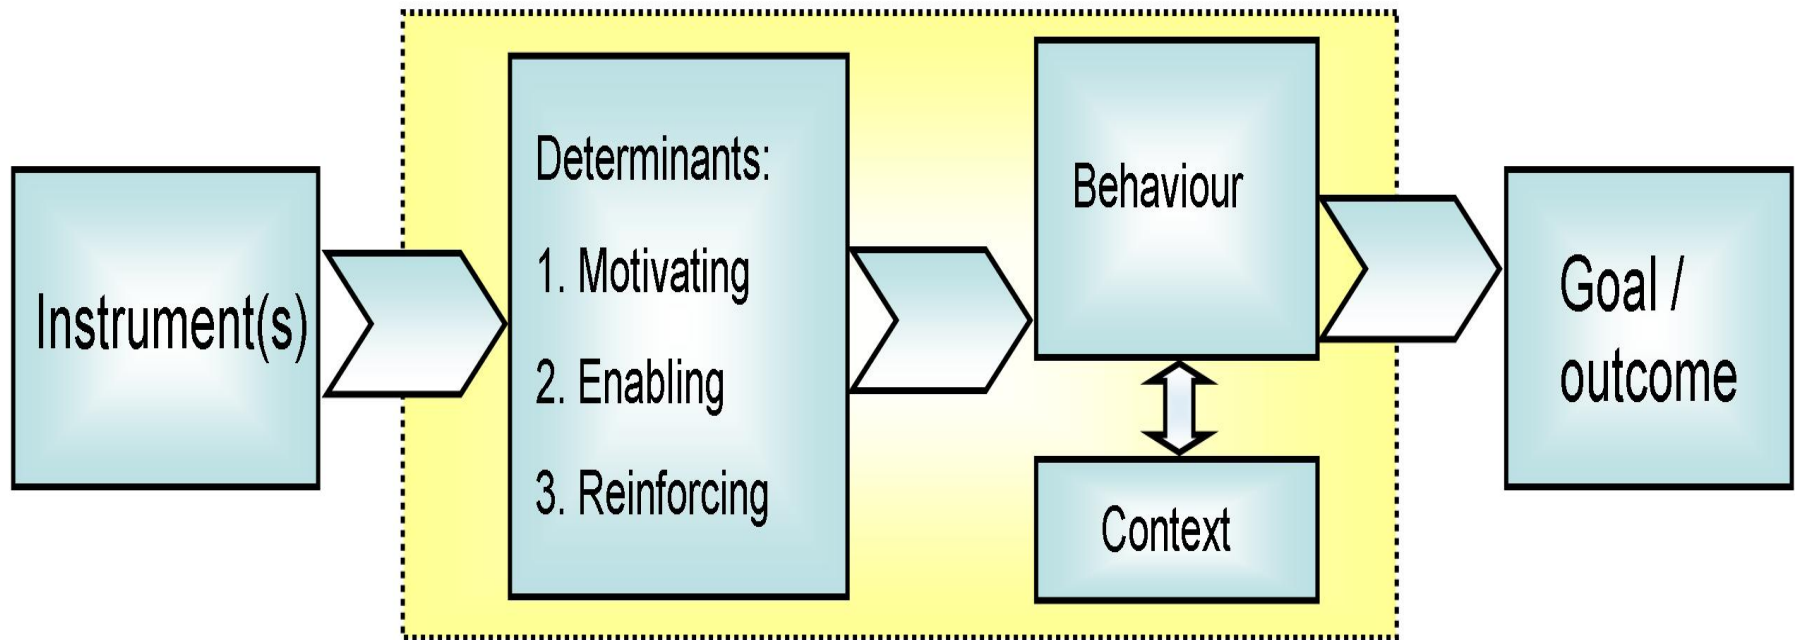 Instrument(s)
Determinants:
1. Motivating
2. Enabling
3. Reinforcing
Behaviour
Context
Goal /
outcome